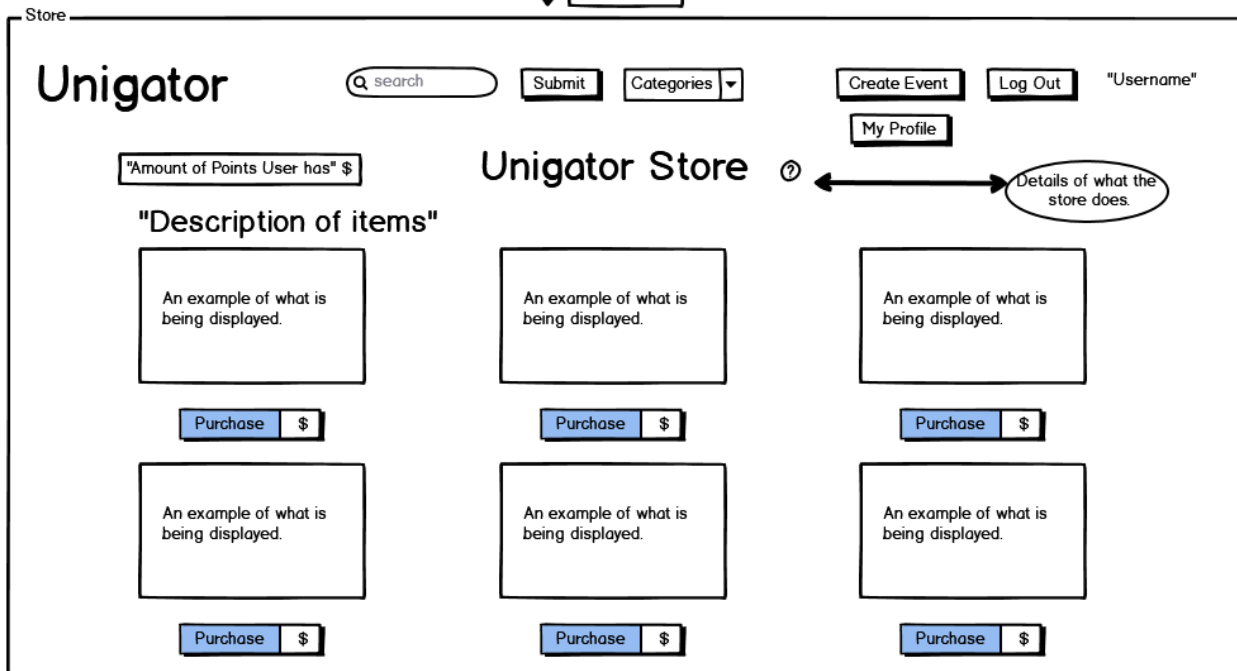 Store
Unigator
search
Submit
Categories
Create Event
Log Out
"Username"
My Profile
"Amount of Points User has" $
Unigator Store
?
Details of what the
store does.
"Description of items"
An example of what is
being displayed.
An example of what is
being displayed.
An example of what is
being displayed.
Purchase $
Purchase $
Purchase $
An example of what is
being displayed.
An example of what is
being displayed.
An example of what is
being displayed.
Purchase $
Purchase $
Purchase $